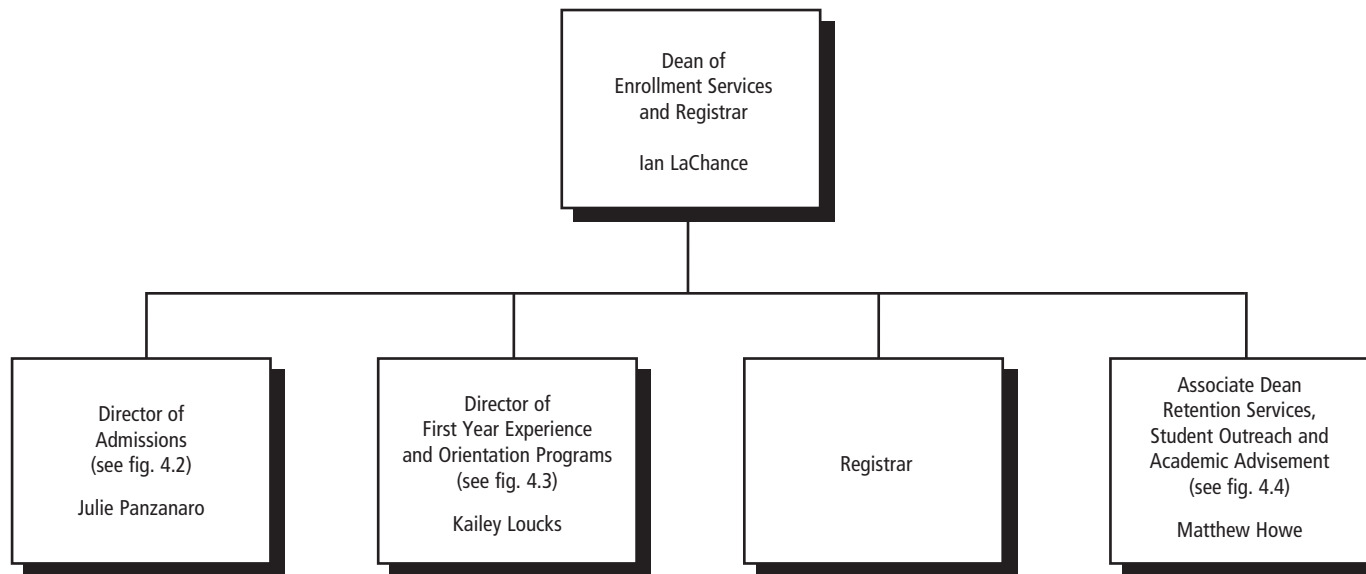 Dean of
Enrollment Services
and Registrar
Ian LaChance
Director of
Admissions
(see fig. 4.2)
Julie Panzanaro
Director of
First Year Experience
and Orientation Programs
(see fig. 4.3)
Kailey Loucks
Registrar
Associate Dean
Retention Services,
Student Outreach and
Academic Advisement
(see fig. 4.4)
Matthew Howe